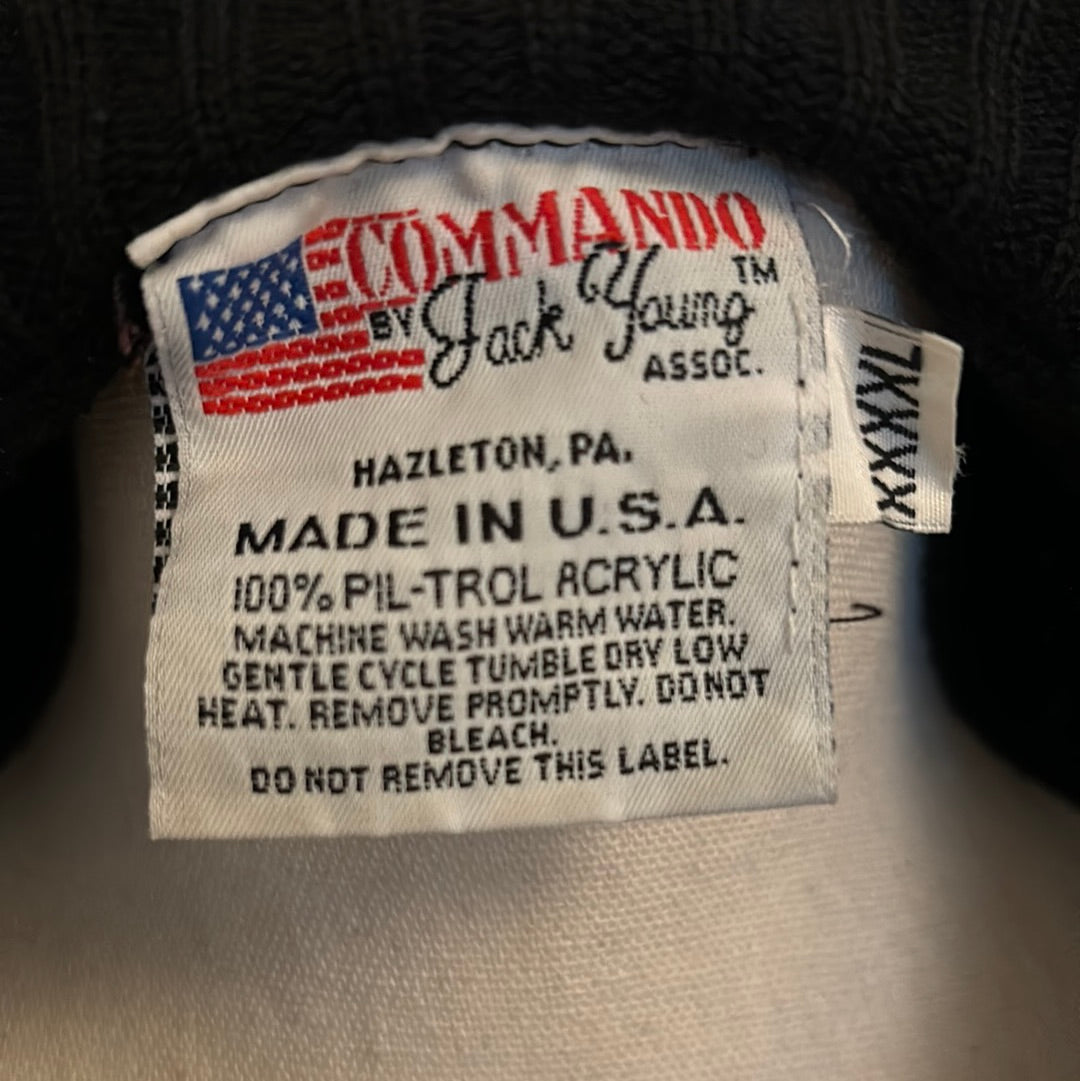 COMMANDO
BY Jack Young ™
ASSOC.
HAZLETON, PA.
MADE IN U.S.A.
100% PIL-TROL ACRYLIC
MACHINE WASH WARM WATER.
GENTLE CYCLE TUMBLE DRY LOW
HEAT. REMOVE PROMPTLY. DO NOT
BLEACH.
DO NOT REMOVE THIS LABEL.
XXXXL